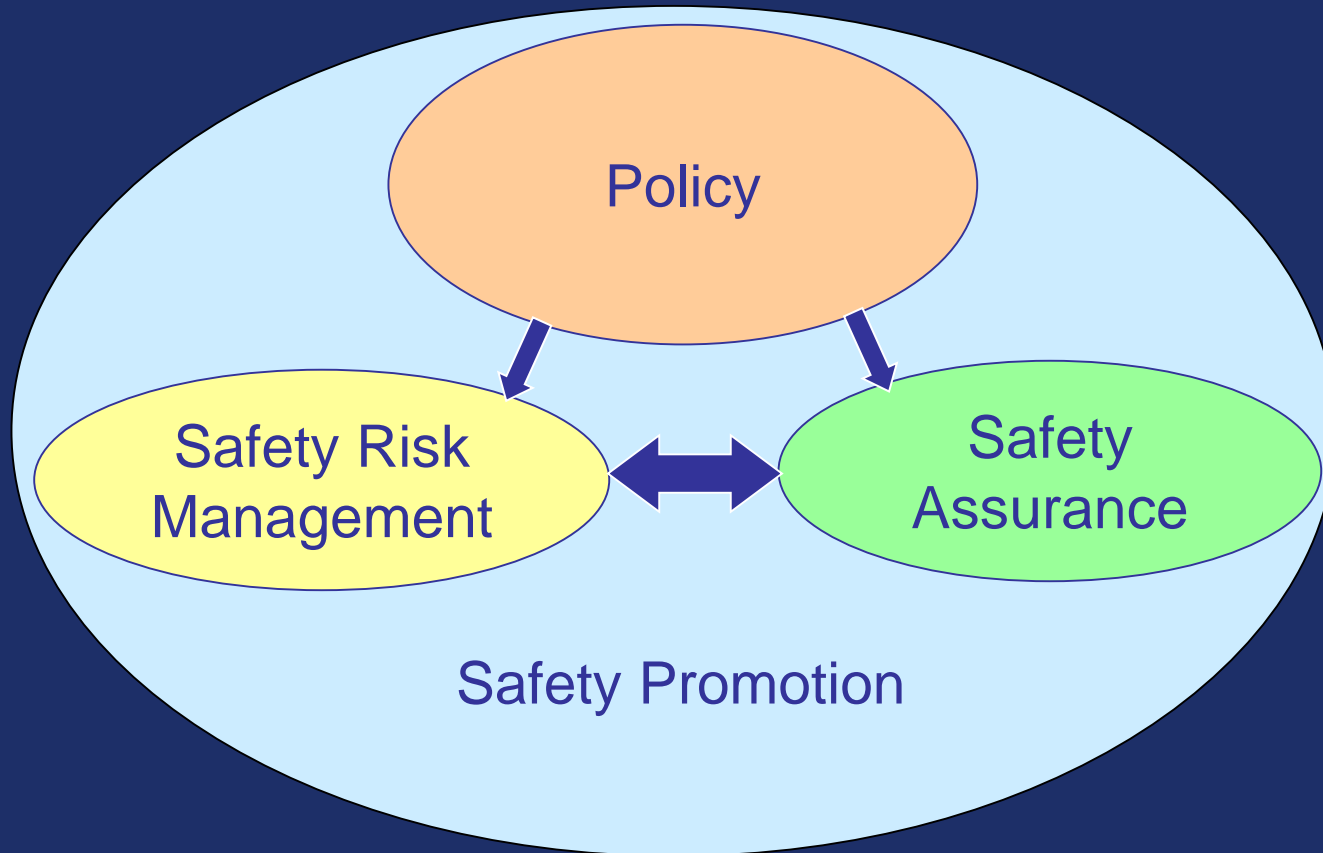 Policy
Safety Risk
Management
Safety
Assurance
Safety Promotion